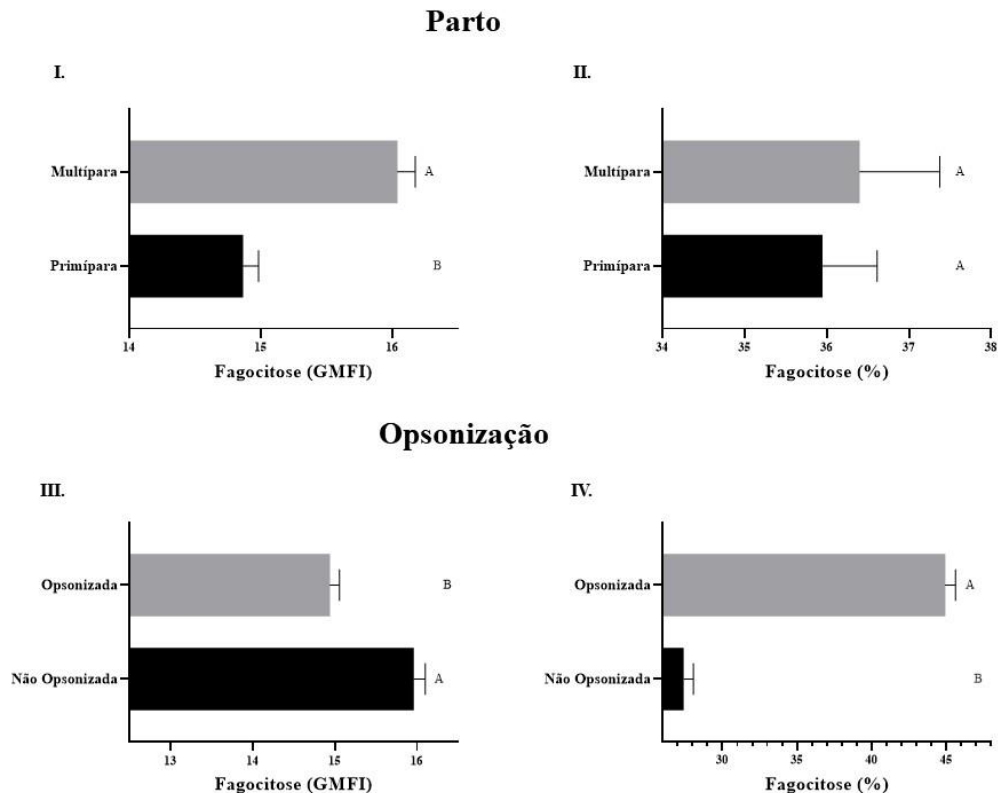 Parto
I.
Multípara
A
Primípara
B
14 15 16
Fagocitose (GMFI)
II.
Multípara
A
Primípara
A
34 35 36 37 38
Fagocitose (%)
Opsonização
III.
Opsonizada
B
Não Opsonizada
A
13 14 15 16
Fagocitose (GMFI)
IV.
Opsonizada
A
Não Opsonizada
B
30 35 40 45
Fagocitose (%)